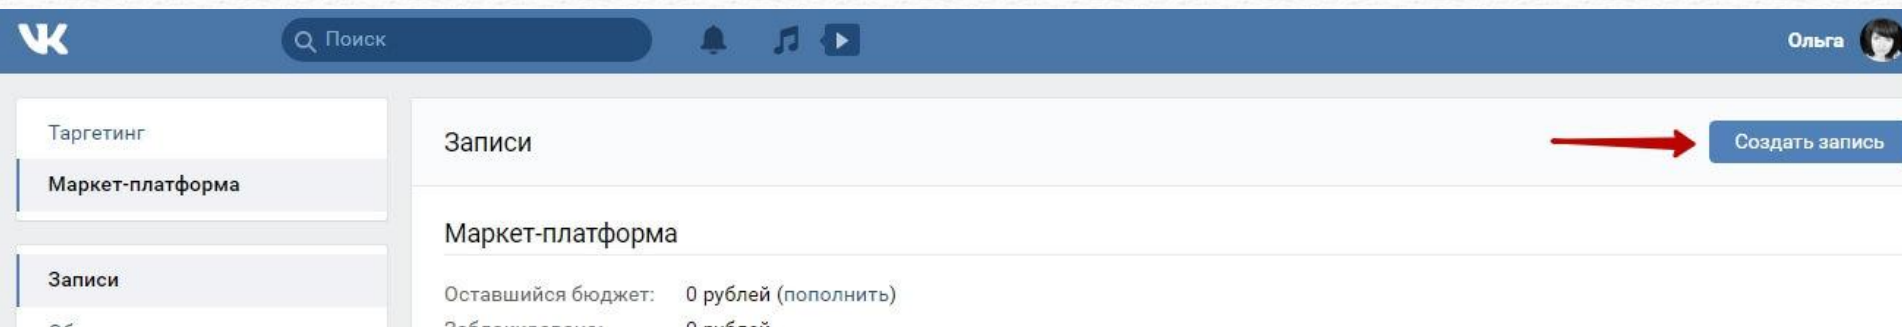 Поиск
Ольга
Таргетинг
Маркет-платформа
Записи
Создать запись
Маркет-платформа
Записи
Оставшийся бюджет: 0 рублей (пополнить)